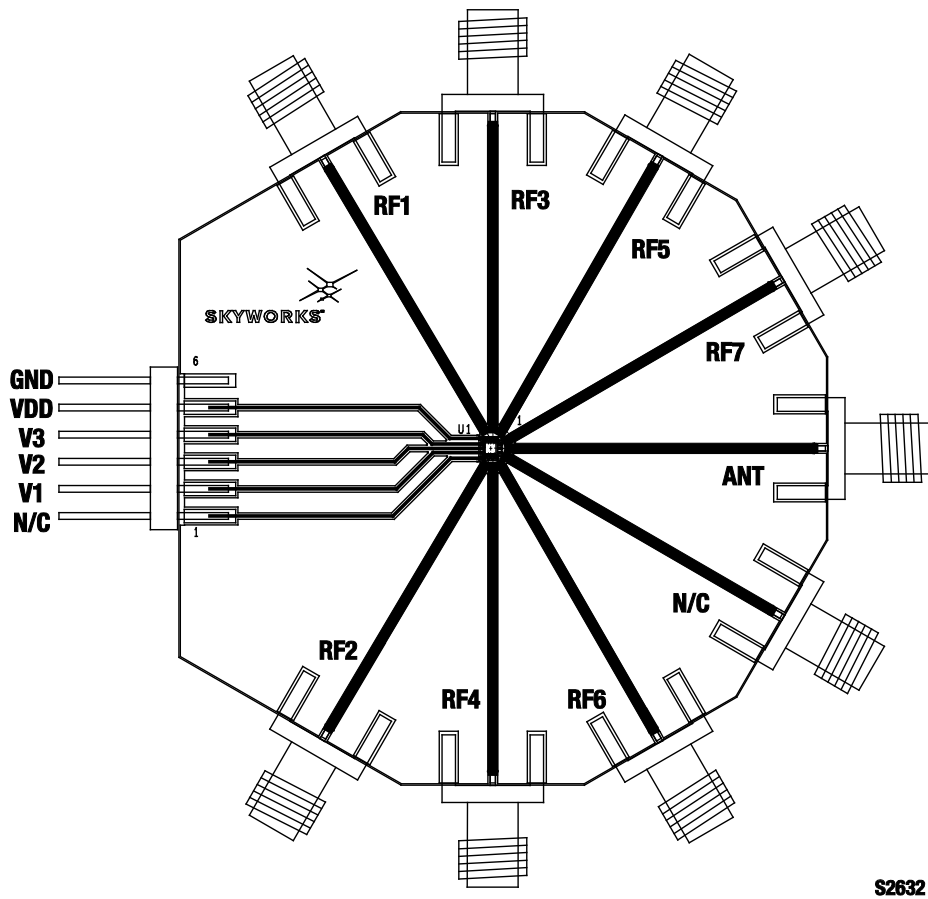 RF1
RF3
RF5
SKYWORKS
RF7
6
GND
VDD
V3
V2
V1
N/C
1
U1
1
ANT
N/C
RF2
RF4
RF6
S2632